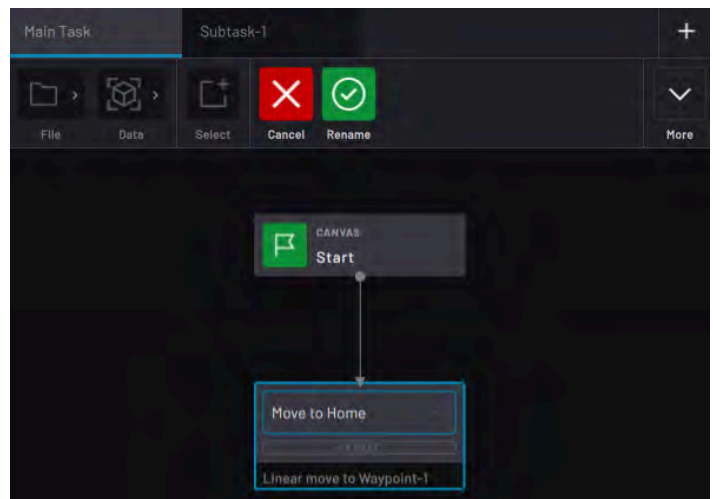 Main Task
Subtask-1
+
File
Data
Select
Cancel
Rename
More
CANVAS
Start
Move to Home
Linear move to Waypoint-1